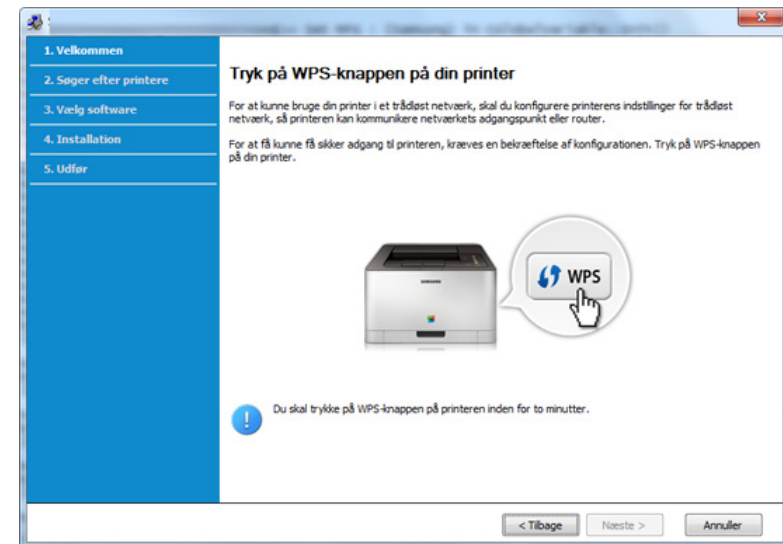 1. Velkommen
2. Søger efter printere
3. Vælg software
4. Installation
5. Udfør
Tryk på WPS-knappen på din printer
For at kunne bruge din printer i et trådløst netværk, skal du konfigurere printerens indstillinger for trådløst
netværk, så printeren kan kommunikere netværkets adgangspunkt eller router.
For at få kunne få sikker adgang til printeren, kræves en bekræftelse af konfigurationen. Tryk på WPS-knappen
på din printer.
SAMSUNG
WPS
Du skal trykke på WPS-knappen på printeren inden for to minutter.
< Tilbage
Næste >
Annuller